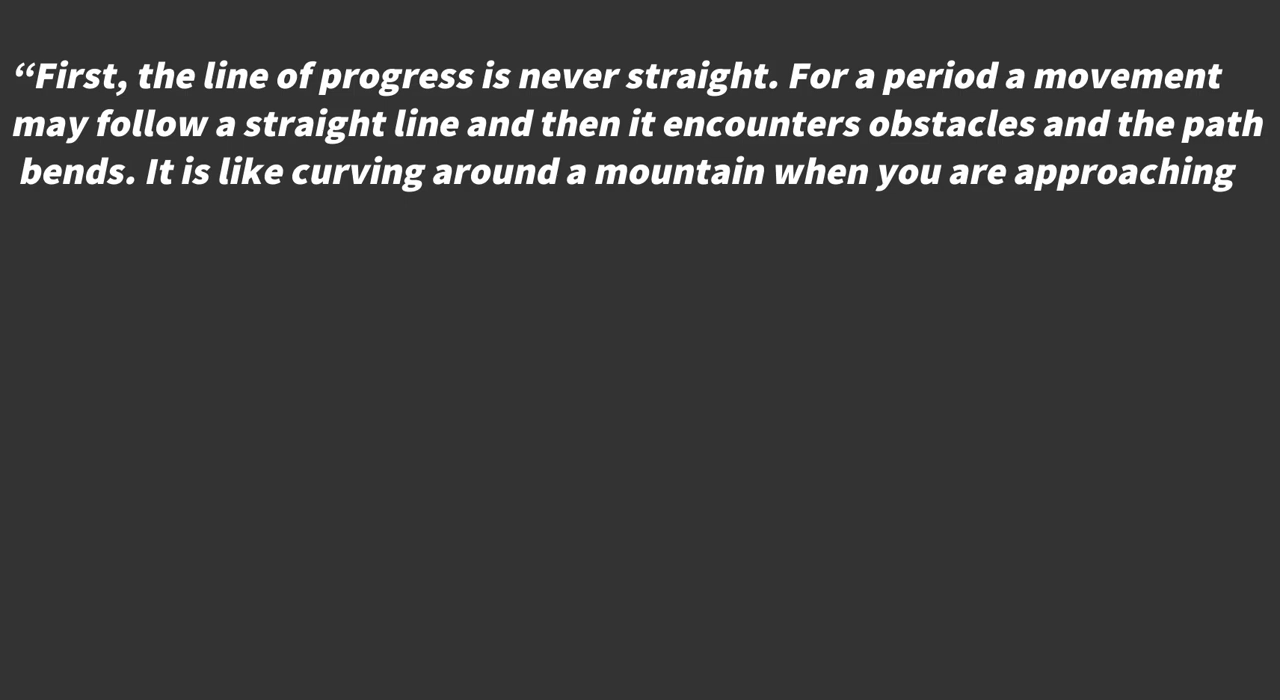 “First, the line of progress is never straight. For a period a movement
may follow a straight line and then it encounters obstacles and the path
bends. It is like curving around a mountain when you are approaching